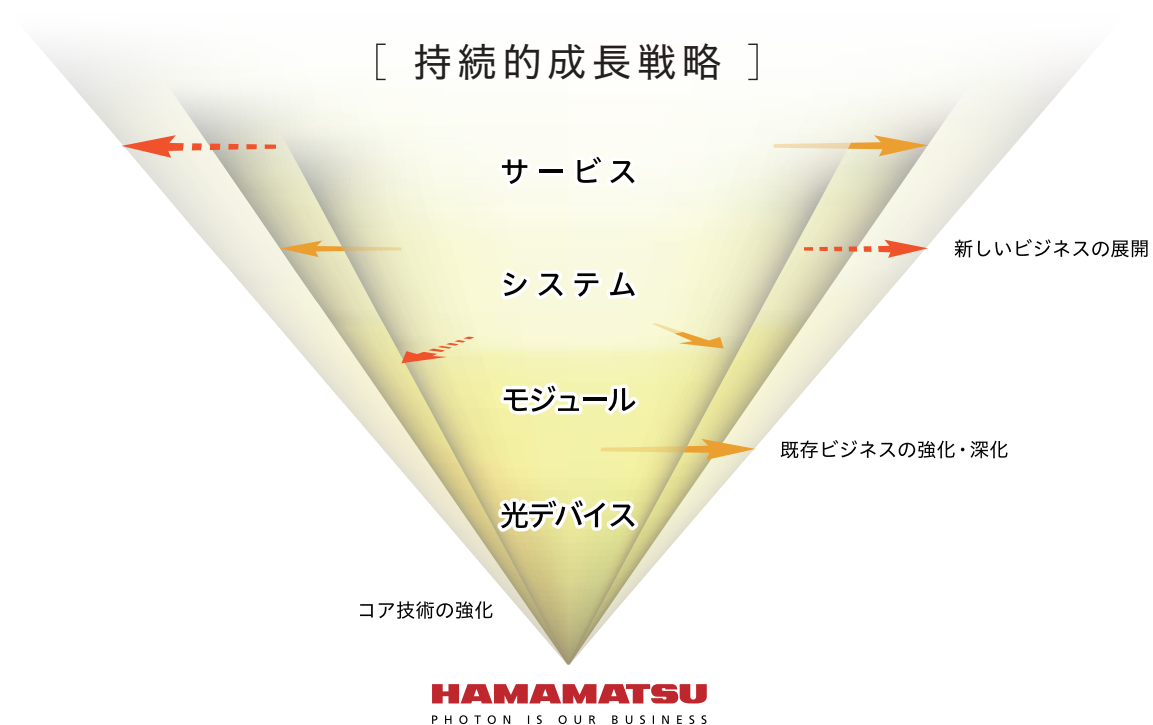 ［ 持続的成長戦略 ］
サービス
システム
新しいビジネスの展開
モジュール
既存ビジネスの強化・深化
光デバイス
コア技術の強化
HAMAMATSU
PHOTON IS OUR BUSINESS